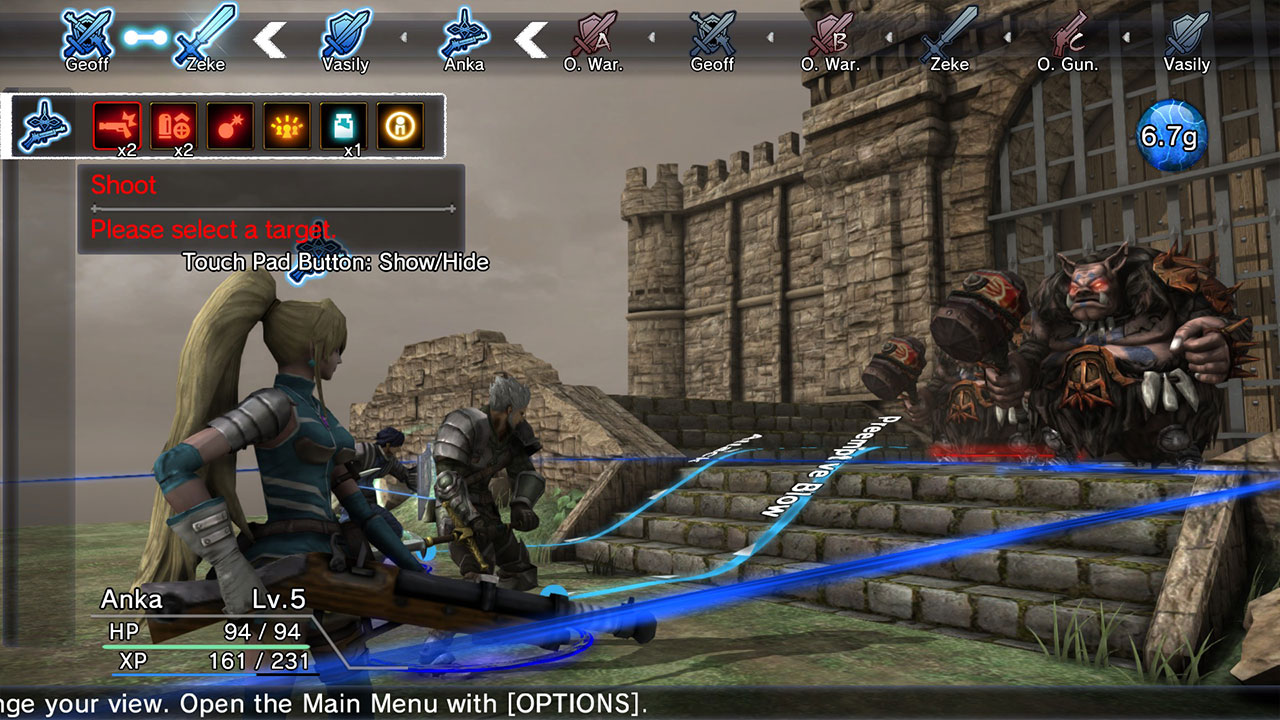 Geoff Zeke Vasily Anka O. War. Geoff O. War. Zeke O. Gun. Vasily
A B C
x2 x2 x1
6.7g
Shoot
Please select a target.
Touch Pad Button: Show/Hide
Attack
Preemptive Blow
Anka Lv.5
HP 94 / 94
XP 161 / 231
nge your view. Open the Main Menu with [OPTIONS].